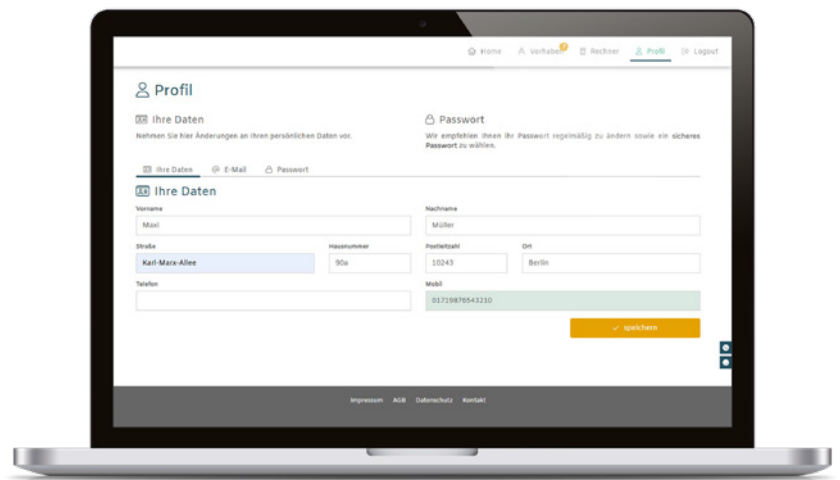 Home Vorhaben Rechner Profil Logout
Profil
Ihre Daten
Nehmen Sie hier Änderungen an Ihren persönlichen Daten vor.
Passwort
Wir empfehlen Ihnen Ihr Passwort regelmäßig zu ändern sowie ein sicheres
Passwort zu wählen.
Ihre Daten E-Mail Passwort
Ihre Daten
Vorname
Maxi
Nachname
Müller
Straße
Karl-Marx-Allee
Hausnummer
90a
Postleitzahl
10243
Ort
Berlin
Telefon
Mobil
01719876543210
speichern
Impressum AGB Datenschutz Kontakt